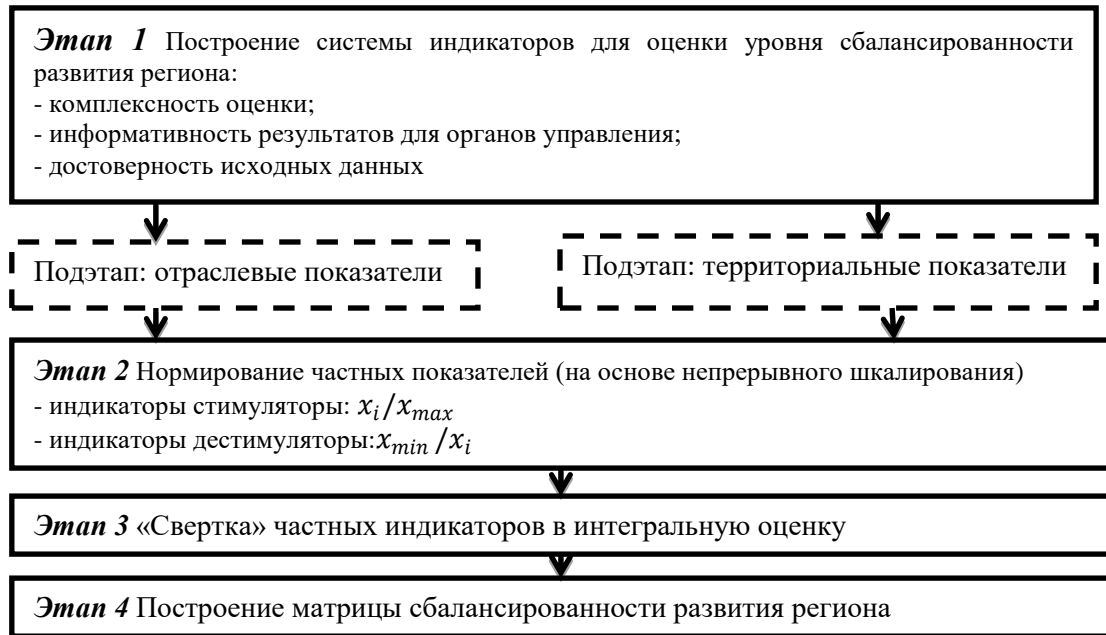 Этап 1 Построение системы индикаторов для оценки уровня сбалансированности
развития региона:
- комплексность оценки;
- информативность результатов для органов управления;
- достоверность исходных данных
Подэтап: отраслевые показатели
Подэтап: территориальные показатели
Этап 2 Нормирование частных показателей (на основе непрерывного шкалирования)
- индикаторы стимуляторы: x_i/x_max
- индикаторы дестимуляторы:x_min/x_i
Этап 3 «Свертка» частных индикаторов в интегральную оценку
Этап 4 Построение матрицы сбалансированности развития региона